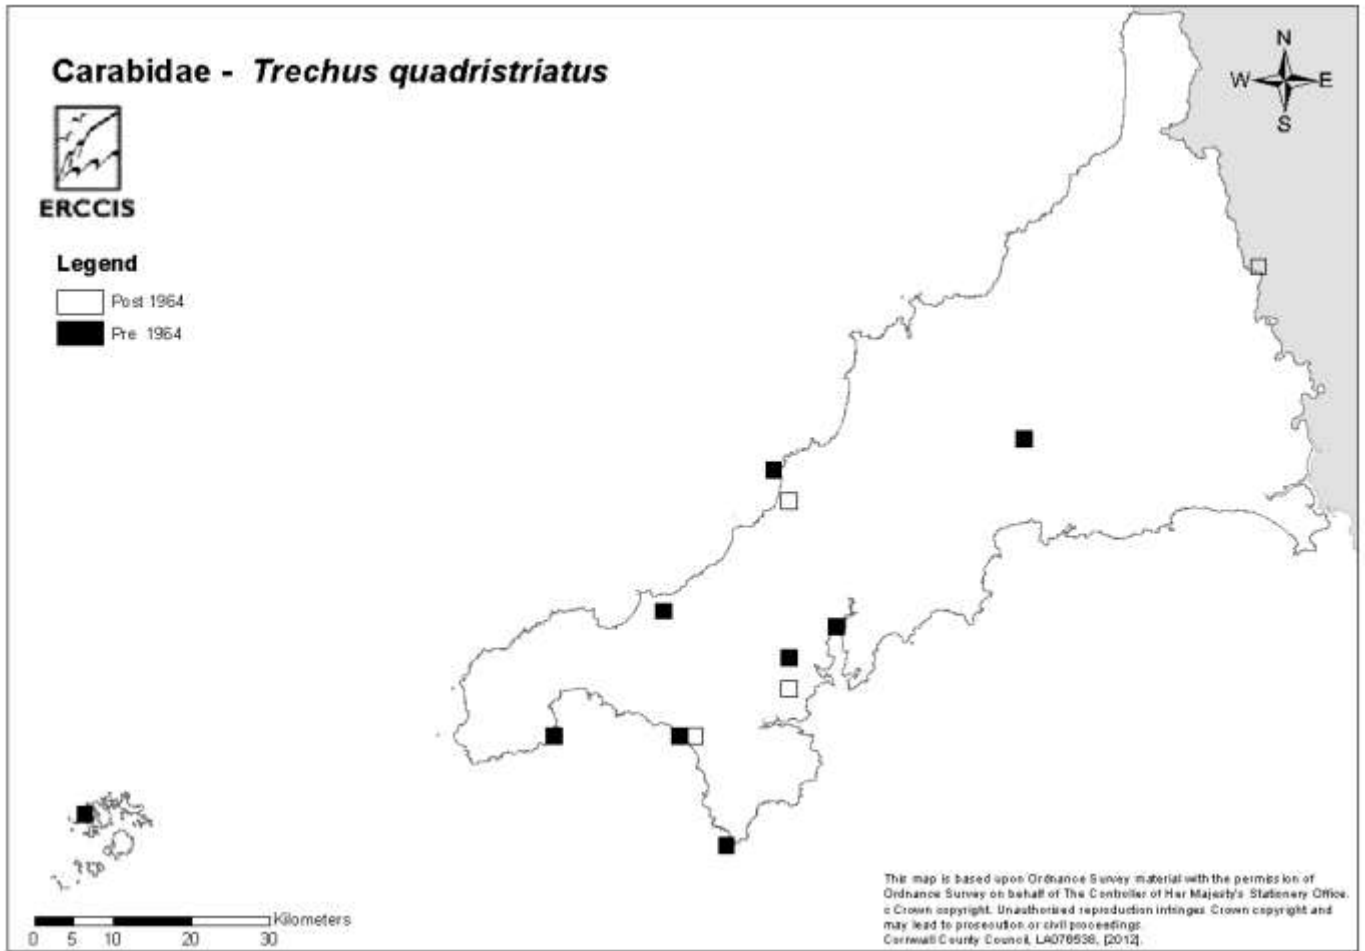 Carabidae - Trechus quadristriatus
ERCCIS
Legend
Post 1964
Pre 1964
N
W E
S
Kilometers
0 5 10 20 30
This map is based upon Ordnance Survey material with the permission of
Ordnance Survey on behalf of The Controller of Her Majesty's Stationery Office.
c Crown copyright. Unauthorised reproduction infringes Crown copyright and
may lead to prosecution or civil proceedings.
Cornwall County Council, LA076538, [2012].